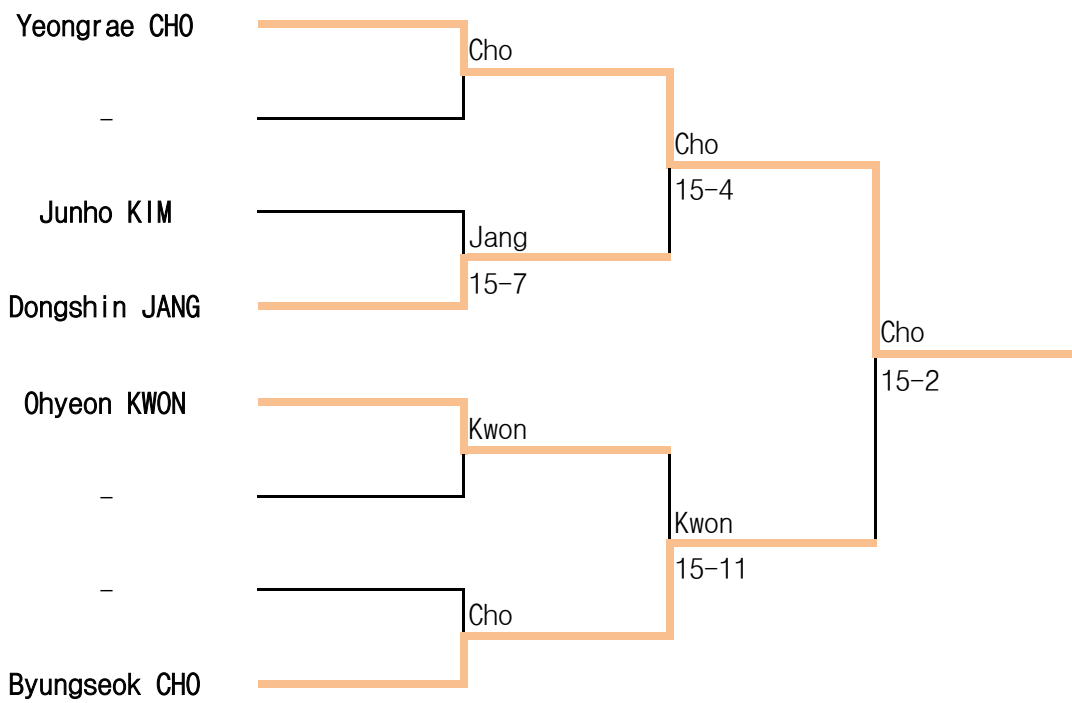 Yeongrae CHO
Cho
-
Cho
15-4
Junho KIM
Jang
15-7
Dongshin JANG
Cho
15-2
Ohyeon KWON
Kwon
-
Kwon
15-11
-
Cho
Byungseok CHO